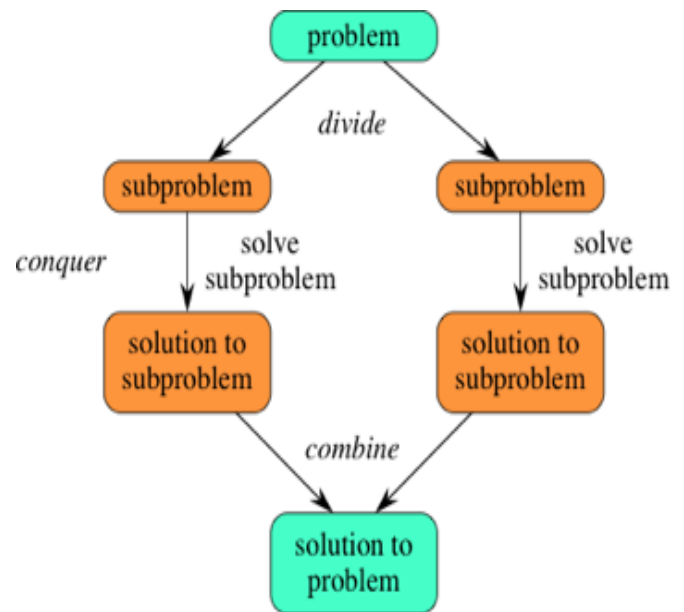 problem
divide
subproblem
subproblem
conquer
solve
subproblem
solve
subproblem
solution to
subproblem
solution to
subproblem
combine
solution to
problem